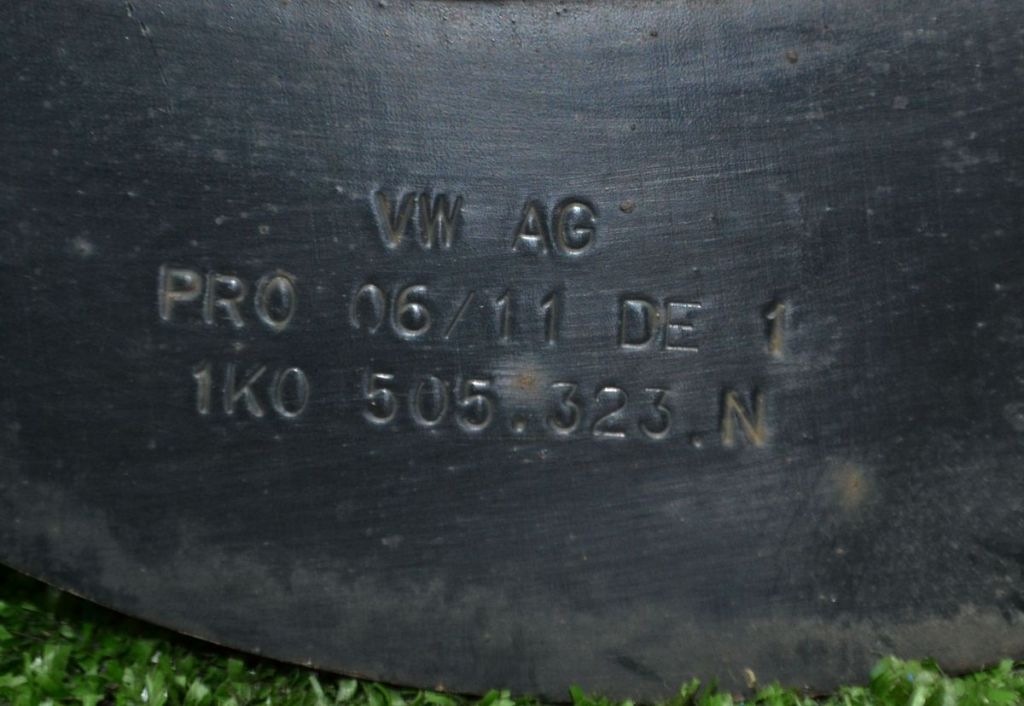 VW AG
PRO 06/11 DE 1
1K0 505.323.N